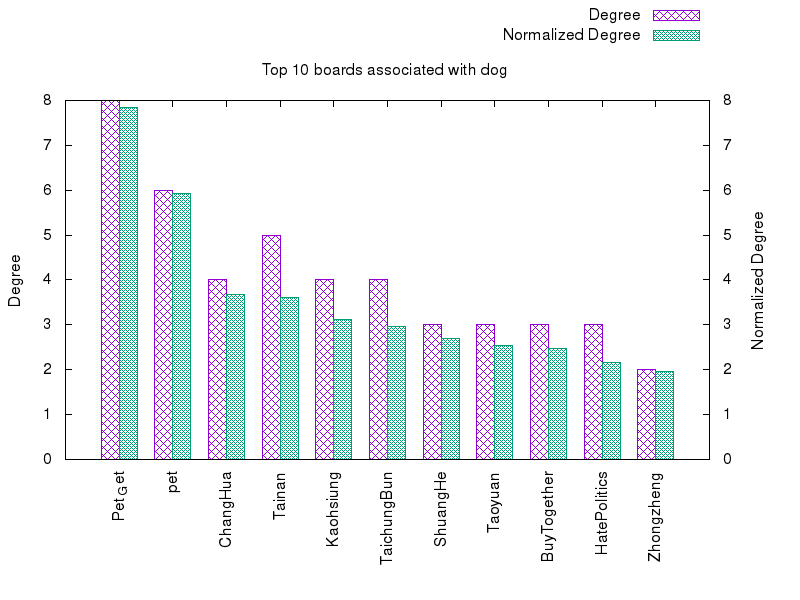 Degree
Normalized Degree
Top 10 boards associated with dog
8 8
7 7
6 6
5 5
4 4
3 3
2 2
1 1
0 0
Degree
Normalized Degree
PetGet
pet
ChangHua
Tainan
Kaohsiung
TaichungBun
ShuangHe
Taoyuan
BuyTogether
HatePolitics
Zhongzheng